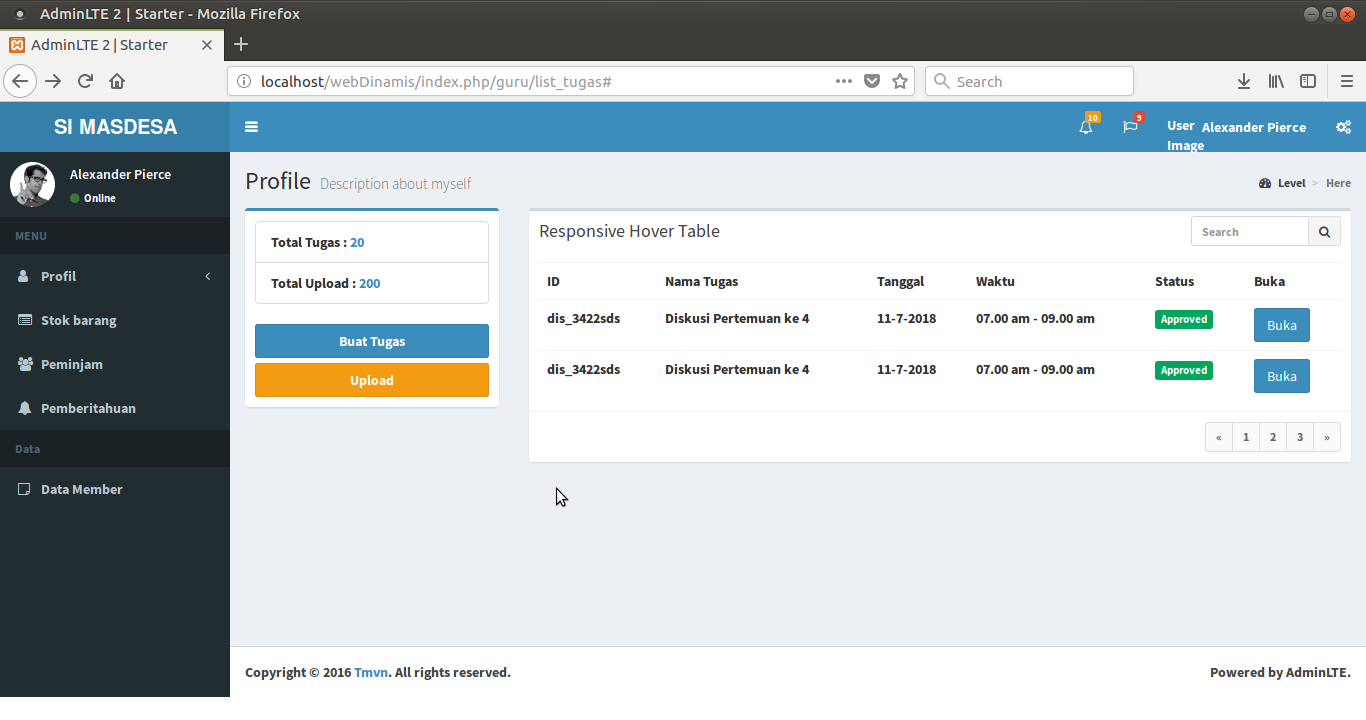 AdminLTE 2 | Starter - Mozilla Firefox
AdminLTE 2 | Starter
localhost/webDinamis/index.php/guru/list_tugas#
Search
SI MASDESA
10
9
User Image
Alexander Pierce
Alexander Pierce
Online
MENU
Profil
Stok barang
Peminjam
Pemberitahuan
Data
Data Member
Profile Description about myself
Level > Here
Total Tugas : 20
Total Upload : 200
Buat Tugas
Upload
Responsive Hover Table
Search
ID Nama Tugas Tanggal Waktu Status Buka
dis_3422sds Diskusi Pertemuan ke 4 11-7-2018 07.00 am - 09.00 am Approved Buka
dis_3422sds Diskusi Pertemuan ke 4 11-7-2018 07.00 am - 09.00 am Approved Buka
« 1 2 3 »
Copyright © 2016 Tmvn. All rights reserved.
Powered by AdminLTE.